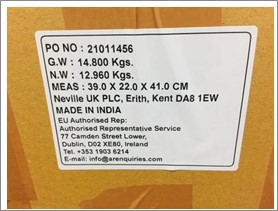 PO NO : 21011456
G.W : 14.800 Kgs.
N.W : 12.960 Kgs.
MEAS : 39.0 X 22.0 X 41.0 CM
Neville UK PLC, Erith, Kent DA8 1EW
MADE IN INDIA
EU Authorised Rep:
Authorised Representative Service
77 Camden Street Lower,
Dublin, D02 XE80, Ireland
Tel. +353 1903 6214
E-mail: info@arenquiries.com